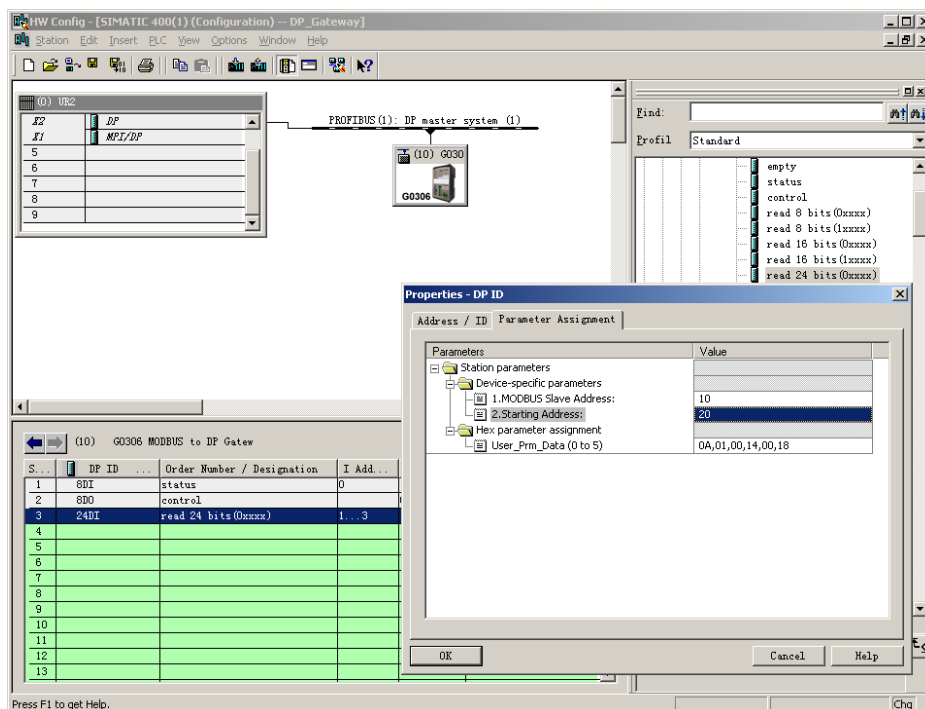 HW Config - [SIMATIC 400(1) (Configuration) -- DP_Gateway]
Station Edit Insert PLC View Options Window Help
(0) UR2
X2 DP
X1 MPI/DP
5
6
7
8
9
PROFIBUS(1): DP master system (1)
(10) G030
G0306
Find:
Profil Standard
empty
status
control
read 8 bits(0xxxx)
read 8 bits(1xxxx)
read 16 bits(0xxxx)
read 16 bits(1xxxx)
read 24 bits(0xxxx)
Properties - DP ID
Address / ID Parameter Assignment
Parameters Value
Station parameters
Device-specific parameters
1.MODBUS Slave Address: 10
2.Starting Address: 20
Hex parameter assignment
User_Prm_Data (0 to 5) 0A,01,00,14,00,18
OK Cancel Help
(10) G0306 MODBUS to DP Gatew
S... DP ID ... Order Number / Designation I Add...
1 8DI status 0
2 8DO control
3 24DI read 24 bits(0xxxx) 1...3
4
5
6
7
8
9
10
11
12
13
Press F1 to get Help. Chg